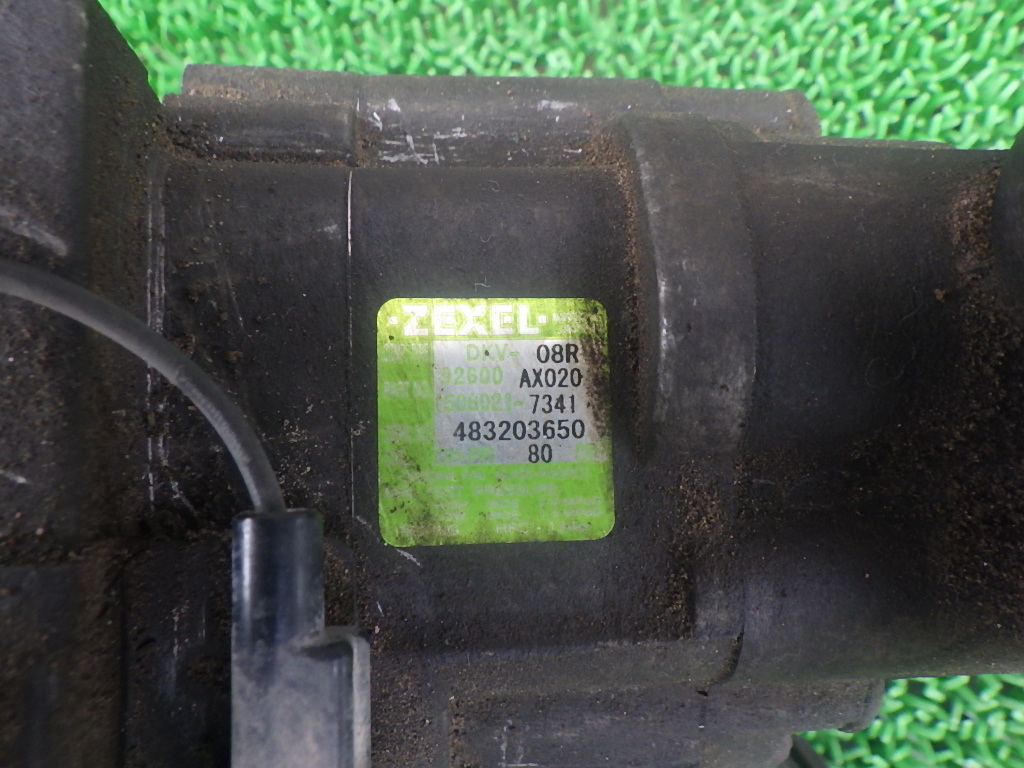 ·ZEXEL·
DKV- 08R
92600 AX020
506021- 7341
483203650
80